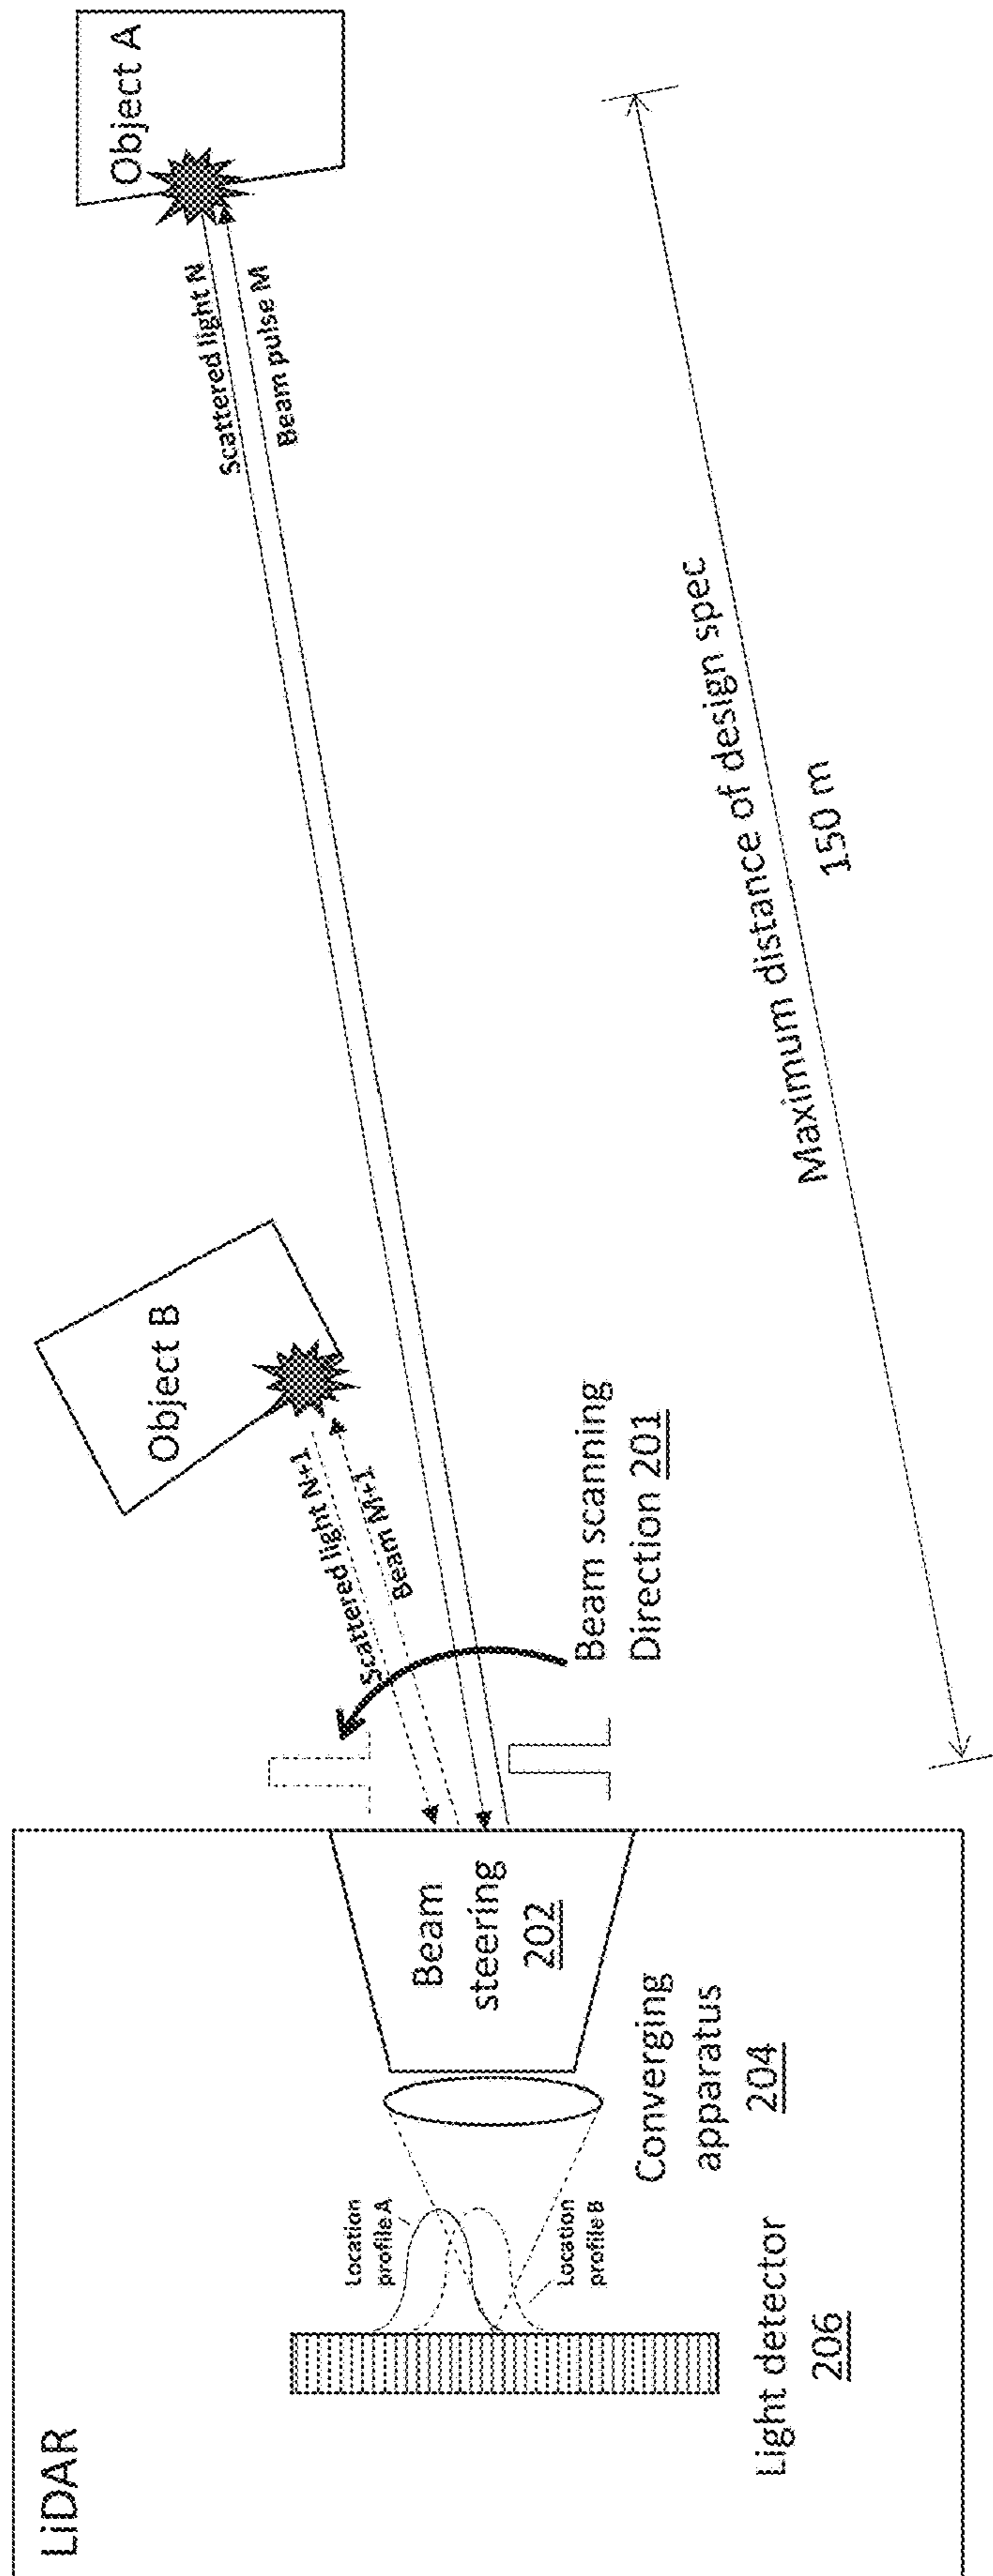 LiDAR
Light detector
206
Location
profile A
Location
profile B
Converging
apparatus
204
Beam
steering
202
Beam scanning
Direction 201
Scattered light N+1
Beam M+1
Object B
Maximum distance of design spec
150 m
Scattered light N
Beam pulse M
Object A